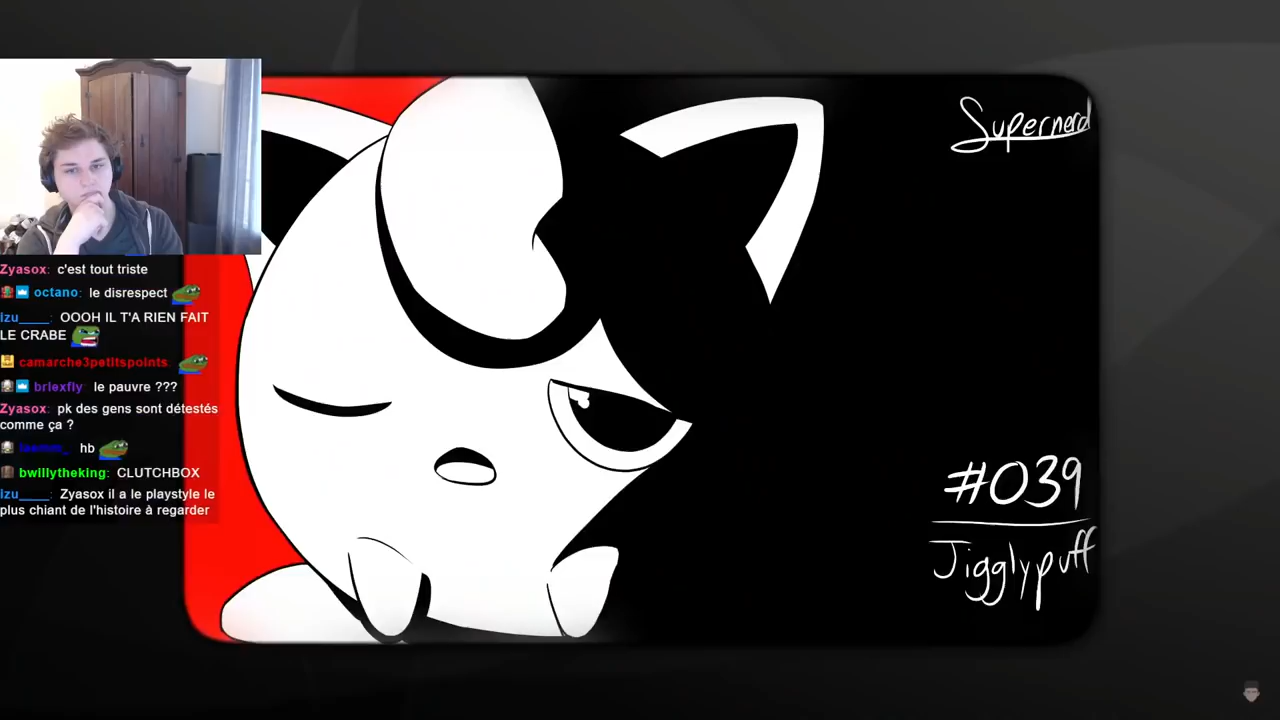 Supernerd
Zyasox: c'est tout triste
octano: le disrespect
izu____: OOOH IL T'A RIEN FAIT
LE CRABE
camarche3petitspoints:
briexfly: le pauvre ???
Zyasox: pk des gens sont détestés
comme ça ?
hb
bwillytheking: CLUTCHBOX
izu____: Zyasox il a le playstyle le
plus chiant de l'histoire à regarder
#039
Jigglypuff